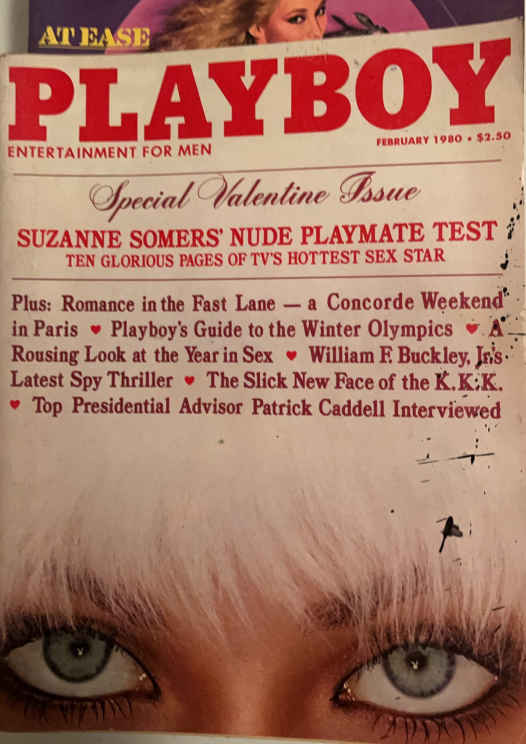 AT EASE
PLAYBOY
ENTERTAINMENT FOR MEN
FEBRUARY 1980 • $2.50
Special Valentine Issue
SUZANNE SOMERS' NUDE PLAYMATE TEST
TEN GLORIOUS PAGES OF TV'S HOTTEST SEX STAR
Plus: Romance in the Fast Lane — a Concorde Weekend
in Paris ♥ Playboy's Guide to the Winter Olympics ♥ A
Rousing Look at the Year in Sex ♥ William F. Buckley, Jr.'s
Latest Spy Thriller ♥ The Slick New Face of the K.K.K.
♥ Top Presidential Advisor Patrick Caddell Interviewed